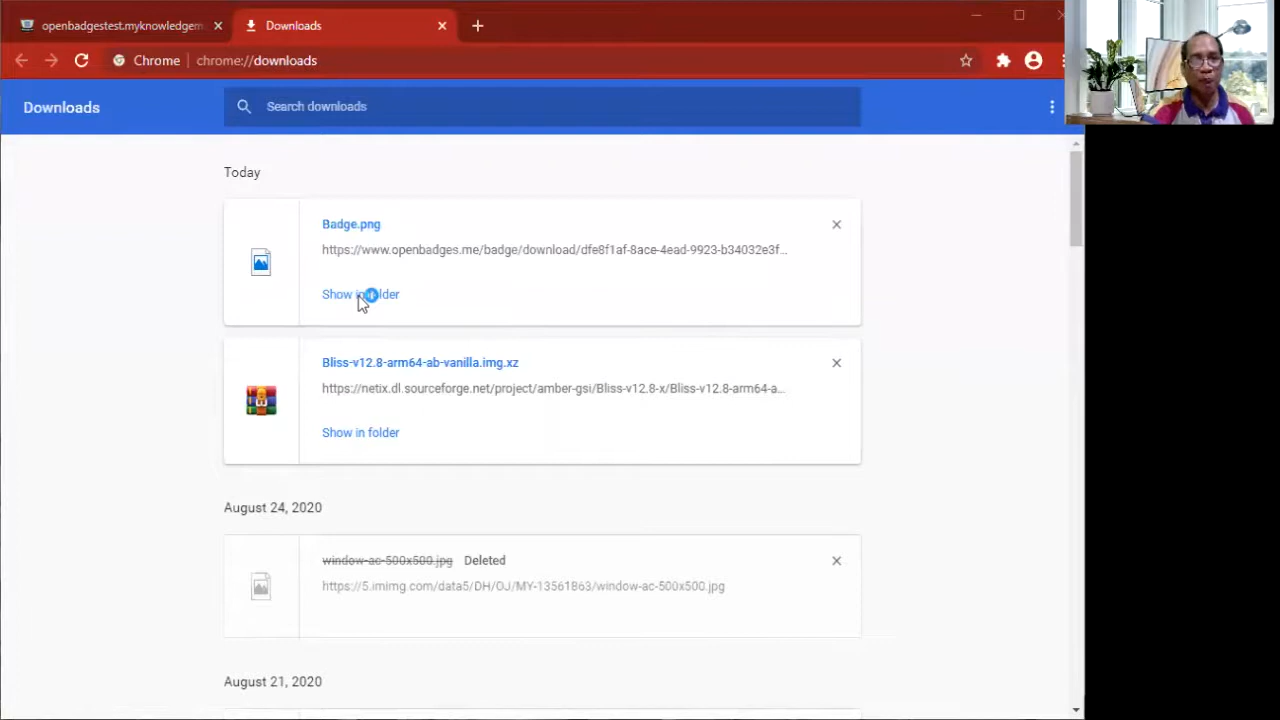 openbadgestest.myknowledgem
Downloads
Chrome
chrome://downloads
Downloads
Search downloads
Today
Badge.png
https://www.openbadges.me/badge/download/dfe8f1af-8ace-4ead-9923-b34032e3f...
Show in folder
Bliss-v12.8-arm64-ab-vanilla.img.xz
https://netix.dl.sourceforge.net/project/amber-gsi/Bliss-v12.8-x/Bliss-v12.8-arm64-a...
Show in folder
August 24, 2020
window-ac-500x500.jpg Deleted
https://5.imimg.com/data5/DH/OJ/MY-13561863/window-ac-500x500.jpg
August 21, 2020